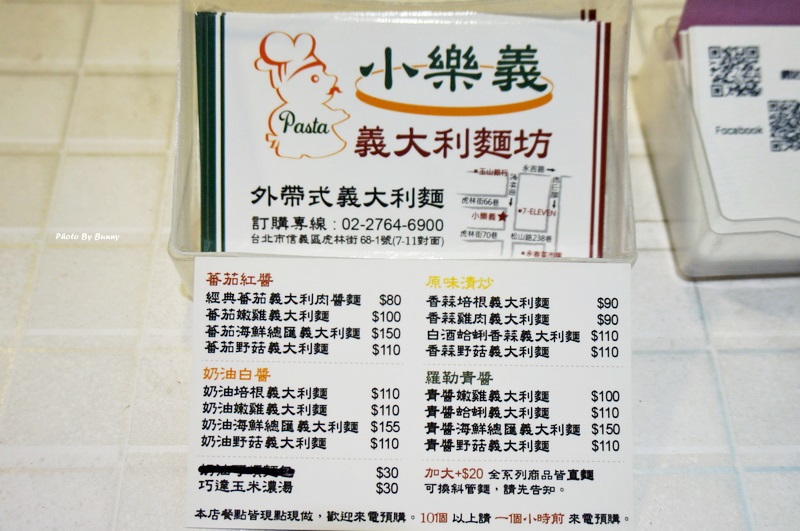 小樂義
Pasta
義大利麵坊
外帶式義大利麵
訂購專線：02-2764-6900
台北市信義區虎林街68-1號(7-11對面)
玉山銀行
永吉路
虎林街66巷
小樂義
7-ELEVEN
虎林街70巷
松山路238巷
Facebook
Photo By Bunny
蕃茄紅醬
經典蕃茄義大利肉醬麵 $80
蕃茄嫩雞義大利麵 $100
蕃茄海鮮總匯義大利麵 $150
蕃茄野菇義大利麵 $110
奶油白醬
奶油培根義大利麵 $110
奶油嫩雞義大利麵 $110
奶油海鮮總匯義大利麵 $155
奶油野菇義大利麵 $110
$30
巧達玉米濃湯 $30
原味清炒
香蒜培根義大利麵 $90
香蒜雞肉義大利麵 $90
白酒蛤蜊香蒜義大利麵 $110
香蒜野菇義大利麵 $110
羅勒青醬
青醬嫩雞義大利麵 $100
青醬蛤蜊義大利麵 $110
青醬海鮮總匯義大利麵 $150
青醬野菇義大利麵 $110
加大+$20 全系列商品皆直麵
可換斜管麵，請先告知。
本店餐點皆現點現做，歡迎來電預購。10個 以上請 一個小時前 來電預購。